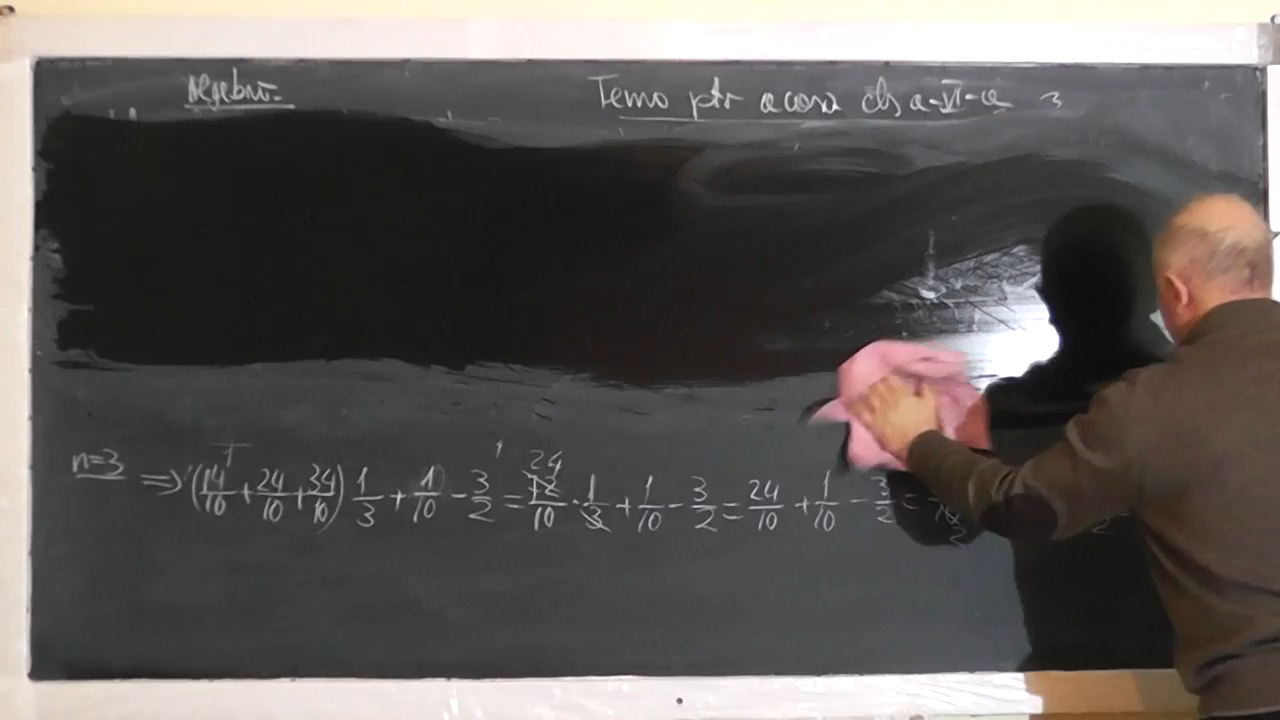 Algebra
Temă ptr acasă cls a-VI-a
n=3 ⇒ (14/10 + 24/10 + 34/10) 1/3 + 1/10 - 3/2 = 72/10 · 1/3 + 1/10 - 3/2 = 24/10 + 1/10 - 3/2 =